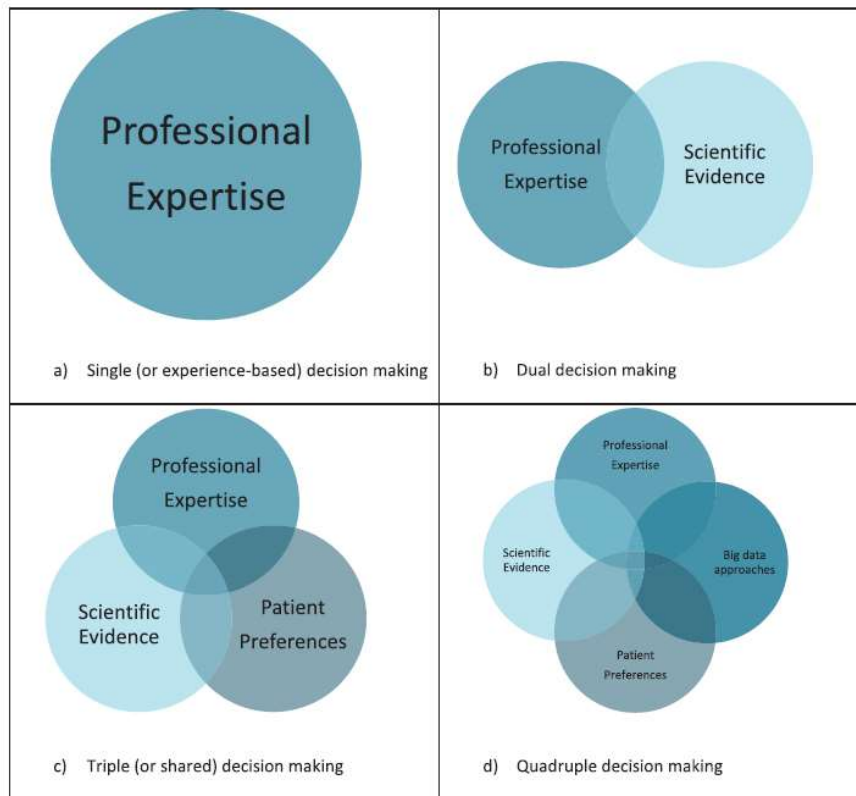 Professional
Expertise
a) Single (or experience-based) decision making
Professional
Expertise
Scientific
Evidence
b) Dual decision making
Professional
Expertise
Scientific
Evidence
Patient
Preferences
c) Triple (or shared) decision making
Professional
Expertise
Scientific
Evidence
Big data
approaches
Patient
Preferences
d) Quadruple decision making